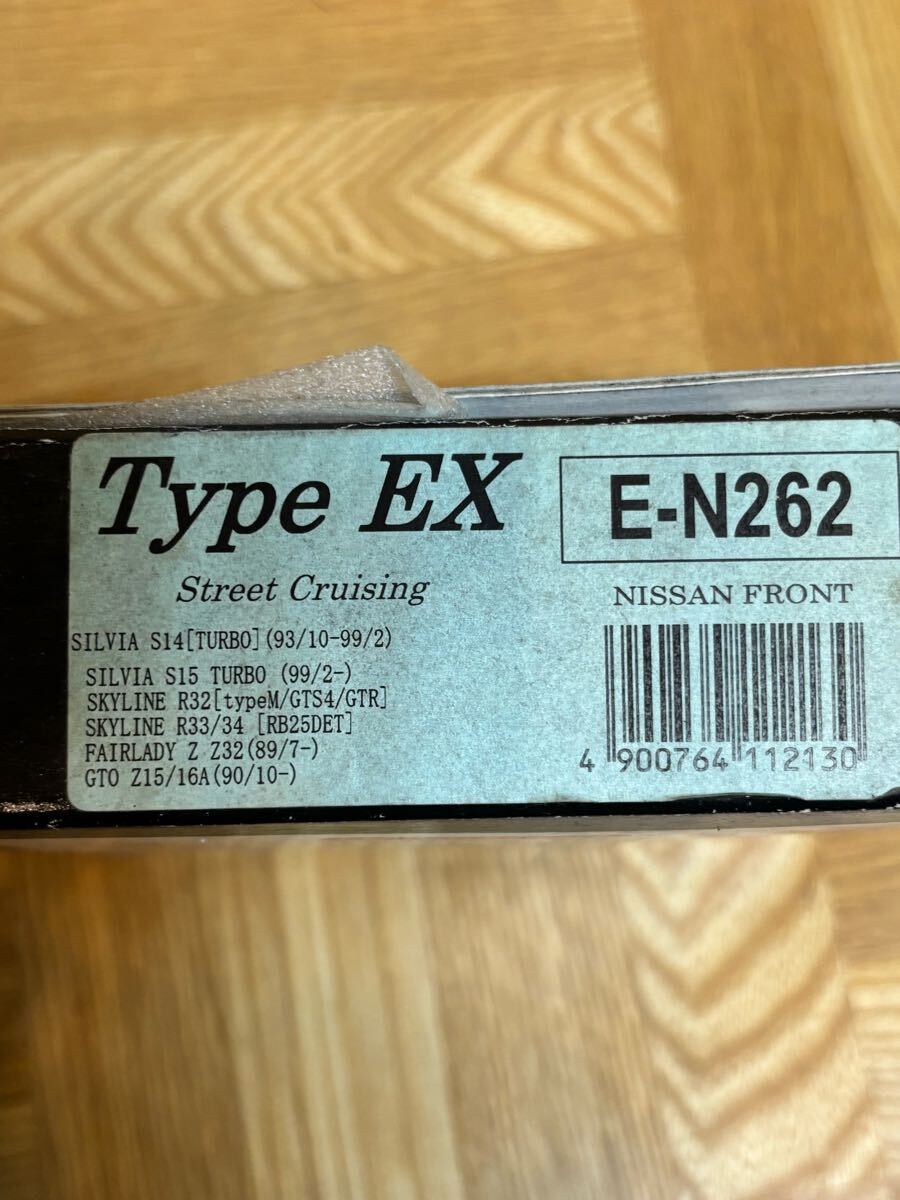 Type EX
Street Cruising
SILVIA S14[TURBO](93/10-99/2)
SILVIA S15 TURBO (99/2-)
SKYLINE R32[typeM/GTS4/GTR]
SKYLINE R33/34 [RB25DET]
FAIRLADY Z Z32(89/7-)
GTO Z15/16A(90/10-)
E-N262
NISSAN FRONT
4 900764 112130